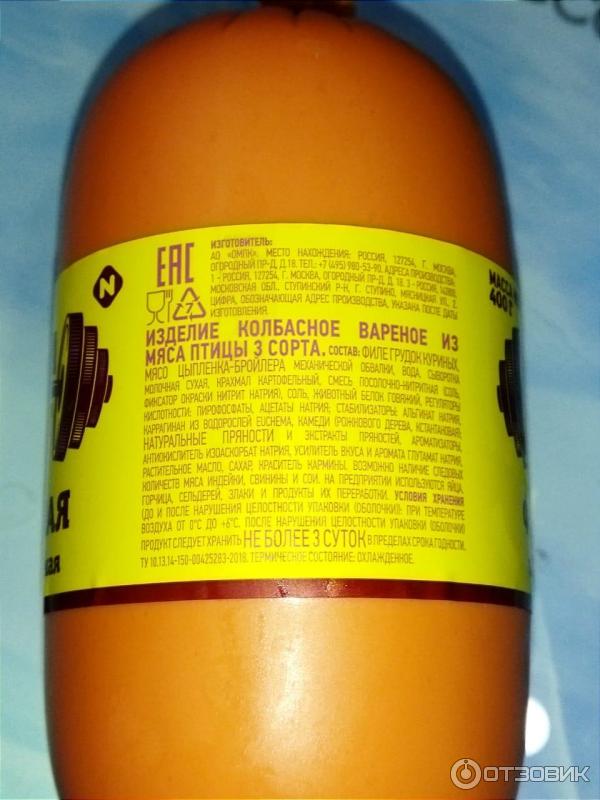 ИЗГОТОВИТЕЛЬ:
АО «ОМПК». МЕСТО НАХОЖДЕНИЯ: РОССИЯ, 127254, Г. МОСКВА,
ОГОРОДНЫЙ ПР-Д, Д.18. ТЕЛ.: +7 (495) 980-53-90. АДРЕСА ПРОИЗВОДСТВА:
1 - РОССИЯ, 127254, Г. МОСКВА, ОГОРОДНЫЙ ПР-Д, Д. 18. 3 - РОССИЯ, 142800,
МОСКОВСКАЯ ОБЛ., СТУПИНСКИЙ Р-Н, Г. СТУПИНО, МЯСНИЦКАЯ УЛ., 2.
ЦИФРА, ОБОЗНАЧАЮЩАЯ АДРЕС ПРОИЗВОДСТВА, УКАЗАНА ПОСЛЕ ДАТЫ
ИЗГОТОВЛЕНИЯ.
EAC
7
N
МАССА
400 Г
ИЗДЕЛИЕ КОЛБАСНОЕ ВАРЕНОЕ ИЗ
МЯСА ПТИЦЫ 3 СОРТА. СОСТАВ: ФИЛЕ ГРУДОК КУРИНЫХ,
МЯСО ЦЫПЛЕНКА-БРОЙЛЕРА МЕХАНИЧЕСКОЙ ОБВАЛКИ, ВОДА, СЫВОРОТКА
МОЛОЧНАЯ СУХАЯ, КРАХМАЛ КАРТОФЕЛЬНЫЙ, СМЕСЬ ПОСОЛОЧНО-НИТРИТНАЯ (СОЛЬ,
ФИКСАТОР ОКРАСКИ НИТРИТ НАТРИЯ), СОЛЬ, ЖИВОТНЫЙ БЕЛОК ГОВЯЖИЙ, РЕГУЛЯТОРЫ
КИСЛОТНОСТИ: ПИРОФОСФАТЫ, АЦЕТАТЫ НАТРИЯ; СТАБИЛИЗАТОРЫ: АЛЬГИНАТ НАТРИЯ,
КАРРАГИНАН ИЗ ВОДОРОСЛЕЙ EUCHEMA, КАМЕДИ (РОЖКОВОГО ДЕРЕВА, КСАНТАНОВАЯ);
НАТУРАЛЬНЫЕ ПРЯНОСТИ И ЭКСТРАКТЫ ПРЯНОСТЕЙ, АРОМАТИЗАТОРЫ,
АНТИОКИСЛИТЕЛЬ ИЗОАСКОРБАТ НАТРИЯ, УСИЛИТЕЛЬ ВКУСА И АРОМАТА ГЛУТАМАТ НАТРИЯ,
РАСТИТЕЛЬНОЕ МАСЛО, САХАР, КРАСИТЕЛЬ КАРМИНЫ. ВОЗМОЖНО НАЛИЧИЕ СЛЕДОВЫХ
КОЛИЧЕСТВ МЯСА ИНДЕЙКИ, СВИНИНЫ И СОИ. НА ПРЕДПРИЯТИИ ИСПОЛЬЗУЮТСЯ ЯЙЦА,
ГОРЧИЦА, СЕЛЬДЕРЕЙ, ЗЛАКИ И ПРОДУКТЫ ИХ ПЕРЕРАБОТКИ. УСЛОВИЯ ХРАНЕНИЯ
(ДО И ПОСЛЕ НАРУШЕНИЯ ЦЕЛОСТНОСТИ УПАКОВКИ (ОБОЛОЧКИ)): ПРИ ТЕМПЕРАТУРЕ
ВОЗДУХА ОТ 0°С ДО +6°С. ПОСЛЕ НАРУШЕНИЯ ЦЕЛОСТНОСТИ УПАКОВКИ (ОБОЛОЧКИ)
ПРОДУКТ СЛЕДУЕТ ХРАНИТЬ НЕ БОЛЕЕ 3 СУТОК В ПРЕДЕЛАХ СРОКА ГОДНОСТИ.
ТУ 10.13.14-150-00425283-2018. ТЕРМИЧЕСКОЕ СОСТОЯНИЕ: ОХЛАЖДЕННОЕ.
АЯ
ная
ОТЗОВИК